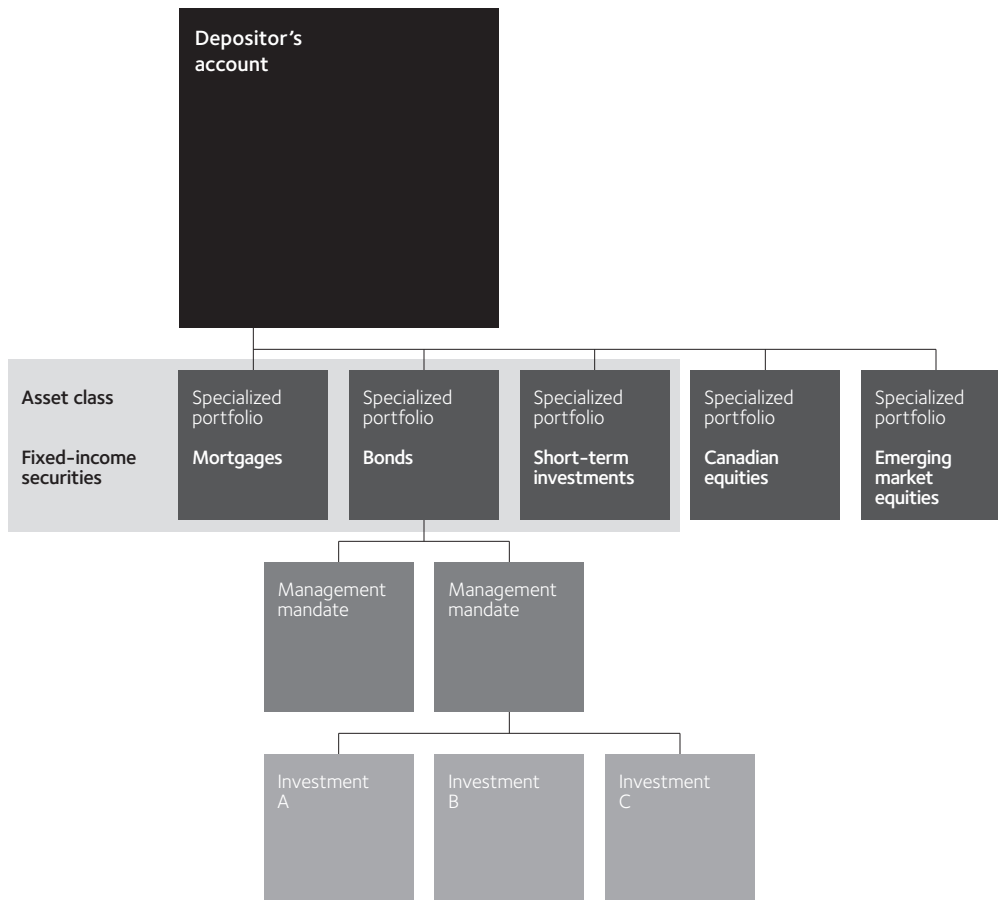 Depositor's
account
Asset class
Fixed-income
securities
Specialized
portfolio
Mortgages
Specialized
portfolio
Bonds
Specialized
portfolio
Short-term
investments
Specialized
portfolio
Canadian
equities
Specialized
portfolio
Emerging
market
equities
Management
mandate
Management
mandate
Investment
A
Investment
B
Investment
C